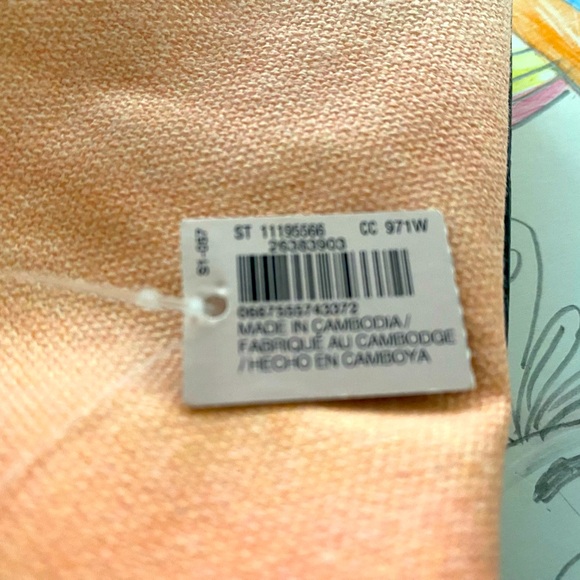 ST 11195566 CC 971W
26383903
MADE IN CAMBODIA /
FABRIQUÉ AU CAMBODGE
/ HECHO EN CAMBOYA